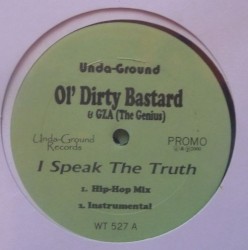 Unda-Ground
Ol' Dirty Bastard
& GZA (The Genius)
Unda-Ground
Records
PROMO
I Speak The Truth
1. Hip-Hop Mix
2. Instrumental
WT 527 A